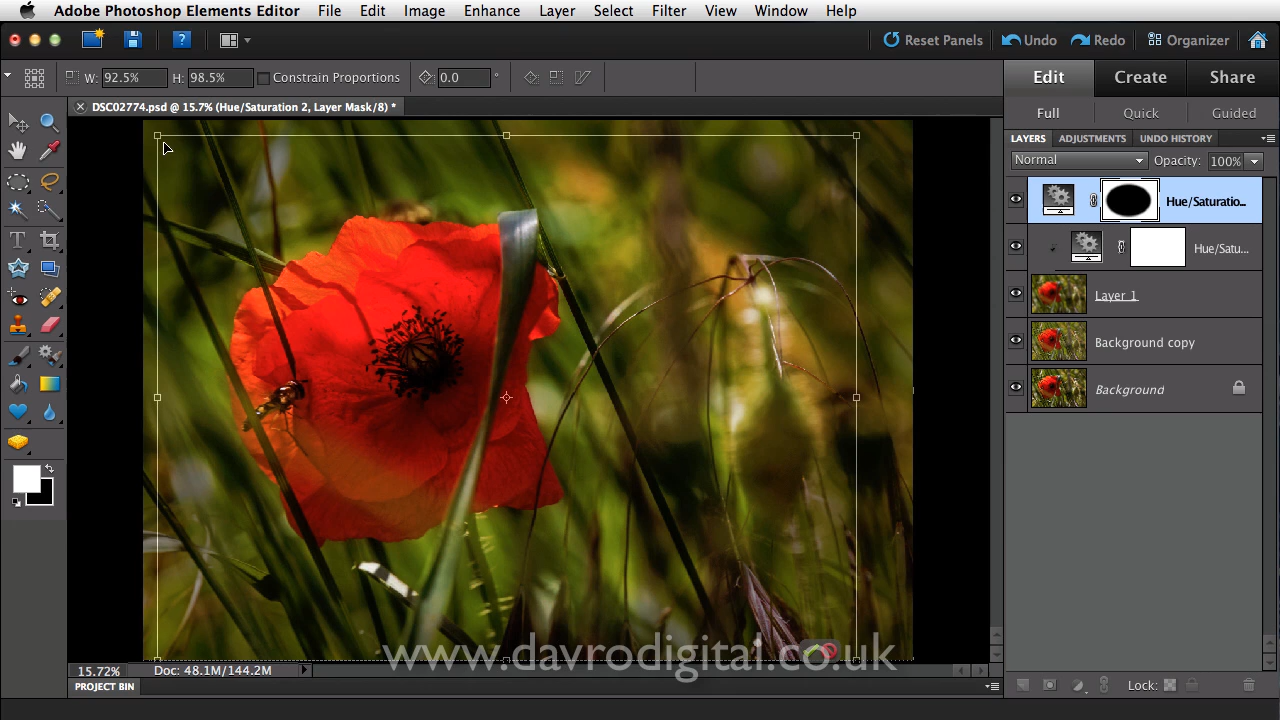 Adobe Photoshop Elements Editor File Edit Image Enhance Layer Select Filter View Window Help
? Reset Panels Undo Redo Organizer
W: 92.5% H: 98.5% Constrain Proportions 0.0 °
Edit Create Share
DSC02774.psd @ 15.7% (Hue/Saturation 2, Layer Mask/8) *
Full Quick Guided
LAYERS ADJUSTMENTS UNDO HISTORY
Normal Opacity: 100%
Hue/Saturatio...
T
Hue/Satu...
Layer 1
Background copy
Background
www.davrodigital.co.uk
15.72% Doc: 48.1M/144.2M
PROJECT BIN
Lock: